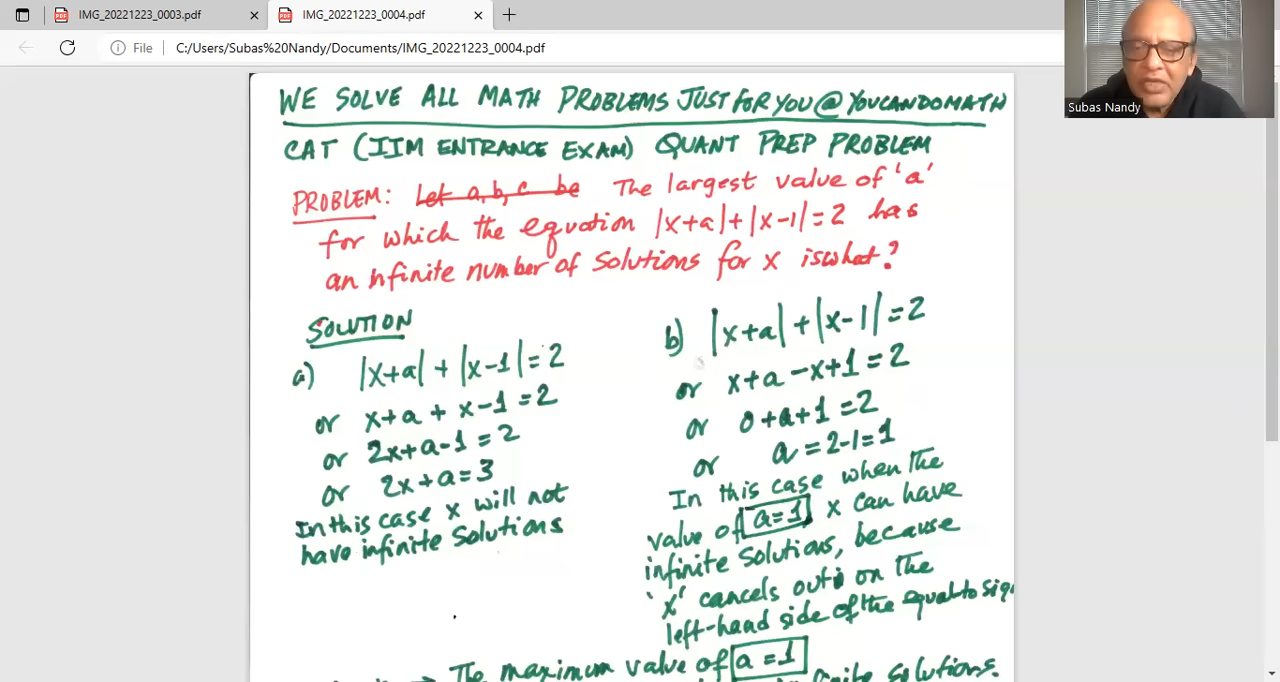 IMG_20221223_0003.pdf
IMG_20221223_0004.pdf
File
C:/Users/Subas%20Nandy/Documents/IMG_20221223_0004.pdf
Subas Nandy
WE SOLVE ALL MATH PROBLEMS JUST FOR YOU @ YOUCANDOMATH
CAT (IIM ENTRANCE EXAM) QUANT PREP PROBLEM
PROBLEM: Let a, b, c be The largest value of 'a'
for which the equation |x+a|+|x-1|=2 has
an infinite number of solutions for x is what?
SOLUTION
a) |x+a| + |x-1| = 2
or x+a + x-1 = 2
or 2x+a-1 = 2
or 2x+a=3
In this case x will not
have infinite solutions
b) |x+a| + |x-1| = 2
or x+a-x+1=2
or 0+a+1=2
or a=2-1=1
In this case when the
value of a=1, x can have
infinite solutions, because
'x' cancels out on the
left-hand side of the equal to sign
The maximum value of a=1
solutions.